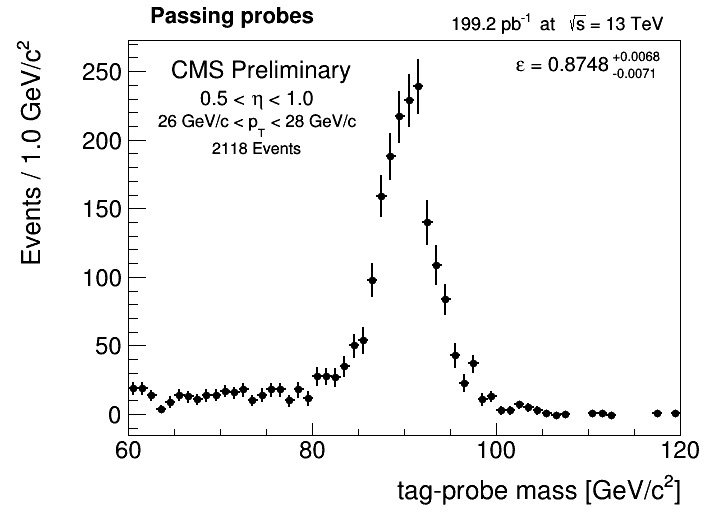 Passing probes
199.2 pb-1 at √s = 13 TeV
CMS Preliminary
0.5 < η < 1.0
26 GeV/c < pT < 28 GeV/c
2118 Events
ε = 0.8748 +0.0068 -0.0071
Events / 1.0 GeV/c2
250
200
150
100
50
0
60 80 100 120
tag-probe mass [GeV/c2]